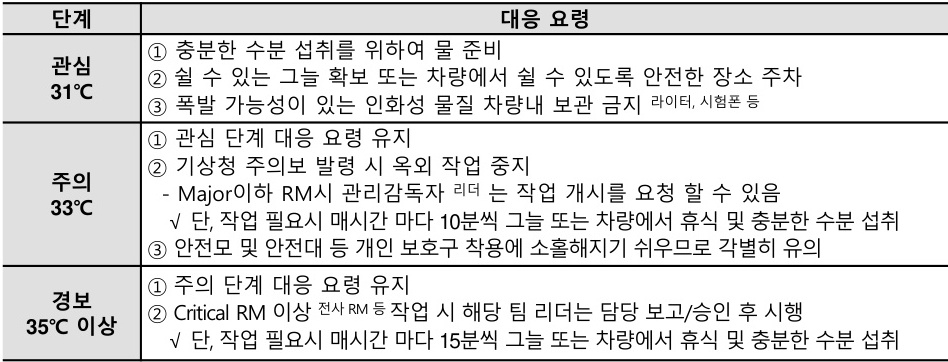 단계 대응 요령
관심
31℃
① 충분한 수분 섭취를 위하여 물 준비
② 쉴 수 있는 그늘 확보 또는 차량에서 쉴 수 있도록 안전한 장소 주차
③ 폭발 가능성이 있는 인화성 물질 차량내 보관 금지 라이터, 시험폰 등
주의
33℃
① 관심 단계 대응 요령 유지
② 기상청 주의보 발령 시 옥외 작업 중지
- Major이하 RM시 관리감독자 리더 는 작업 개시를 요청 할 수 있음
√ 단, 작업 필요시 매시간 마다 10분씩 그늘 또는 차량에서 휴식 및 충분한 수분 섭취
③ 안전모 및 안전대 등 개인 보호구 착용에 소홀해지기 쉬우므로 각별히 유의
경보
35℃ 이상
① 주의 단계 대응 요령 유지
② Critical RM 이상 전사 RM 등 작업 시 해당 팀 리더는 담당 보고/승인 후 시행
√ 단, 작업 필요시 매시간 마다 15분씩 그늘 또는 차량에서 휴식 및 충분한 수분 섭취